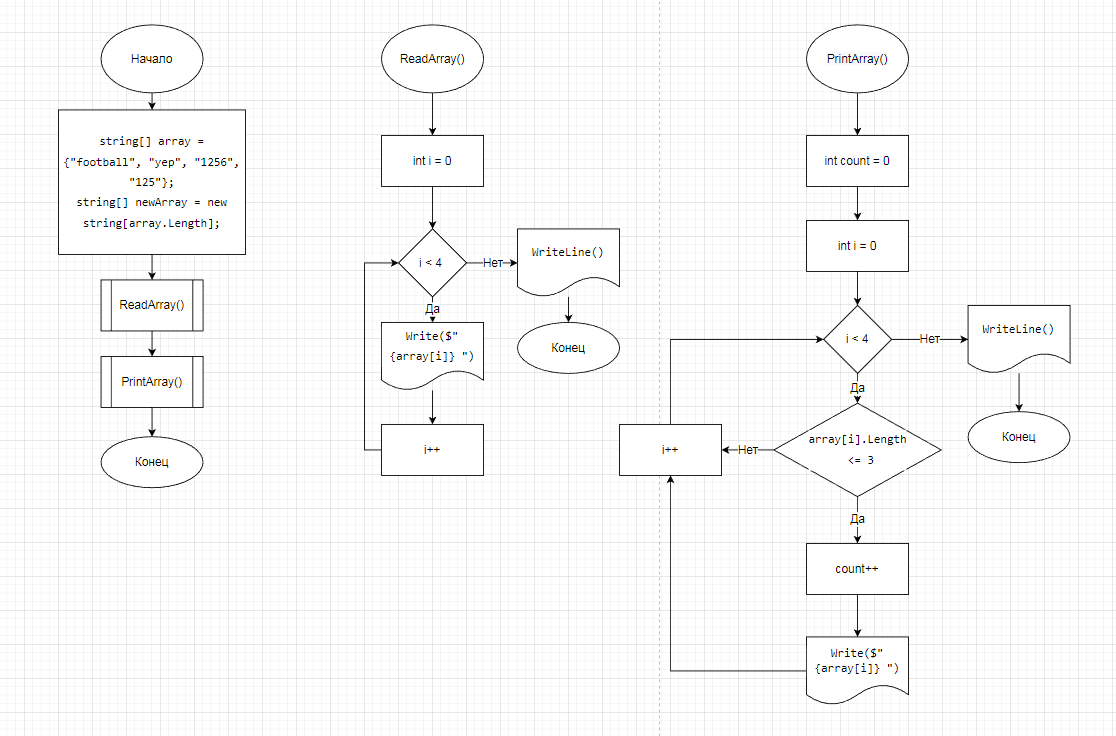 Начало
string[] array =
{"football", "yep", "1256",
"125"};
string[] newArray = new
string[array.Length];
ReadArray()
PrintArray()
Конец
ReadArray()
int i = 0
i < 4
Нет
WriteLine()
Конец
Да
Write($"
{array[i]} ")
i++
PrintArray()
int count = 0
int i = 0
i < 4
Нет
WriteLine()
Конец
Да
array[i].Length
<= 3
Нет
i++
Да
count++
Write($"
{array[i]} ")